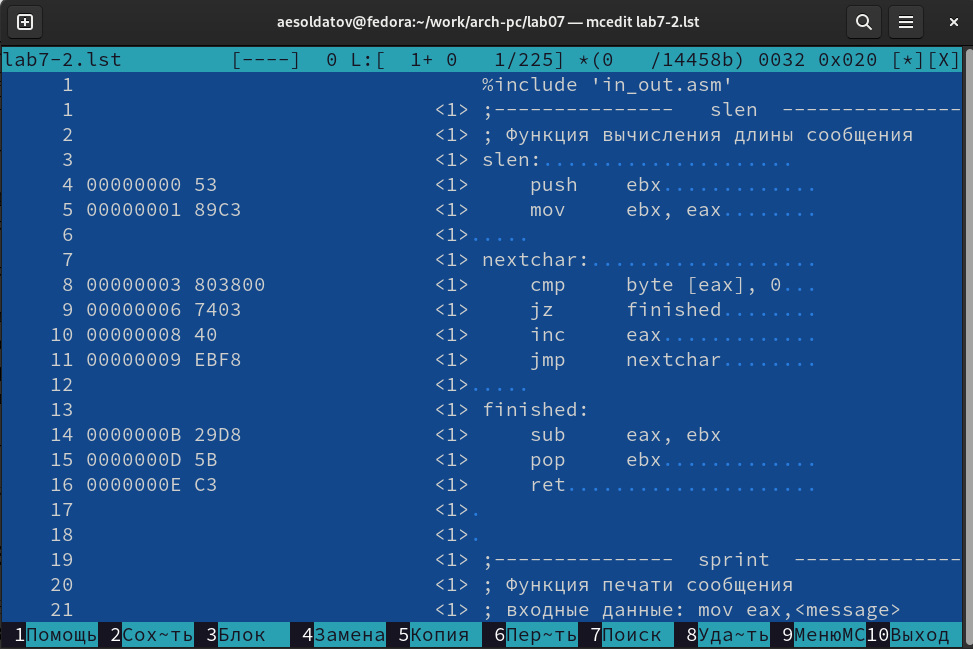 aesoldatov@fedora:~/work/arch-pc/lab07 — mcedit lab7-2.lst
lab7-2.lst         [----]  0 L:[  1+ 0   1/225] *(0   /14458b) 0032 0x020 [*][X]
1                                  %include 'in_out.asm'
1                              <1> ;---------------   slen  ---------------
2                              <1> ; Функция вычисления длины сообщения
3                              <1> slen:.....................
4 00000000 53                  <1>     push    ebx.............
5 00000001 89C3                <1>     mov     ebx, eax........
6                              <1>.....
7                              <1> nextchar:...................
8 00000003 803800              <1>     cmp     byte [eax], 0...
9 00000006 7403                <1>     jz      finished........
10 00000008 40                  <1>     inc     eax.............
11 00000009 EBF8                <1>     jmp     nextchar........
12                              <1>.....
13                              <1> finished:
14 0000000B 29D8                <1>     sub     eax, ebx
15 0000000D 5B                  <1>     pop     ebx.............
16 0000000E C3                  <1>     ret.....................
17                              <1>.
18                              <1>.
19                              <1> ;---------------  sprint  --------------
20                              <1> ; Функция печати сообщения
21                              <1> ; входные данные: mov eax,<message>
1Помощь 2Сох~ть 3Блок 4Замена 5Копия 6Пер~ть 7Поиск 8Уда~ть 9МенюMC 10Выход